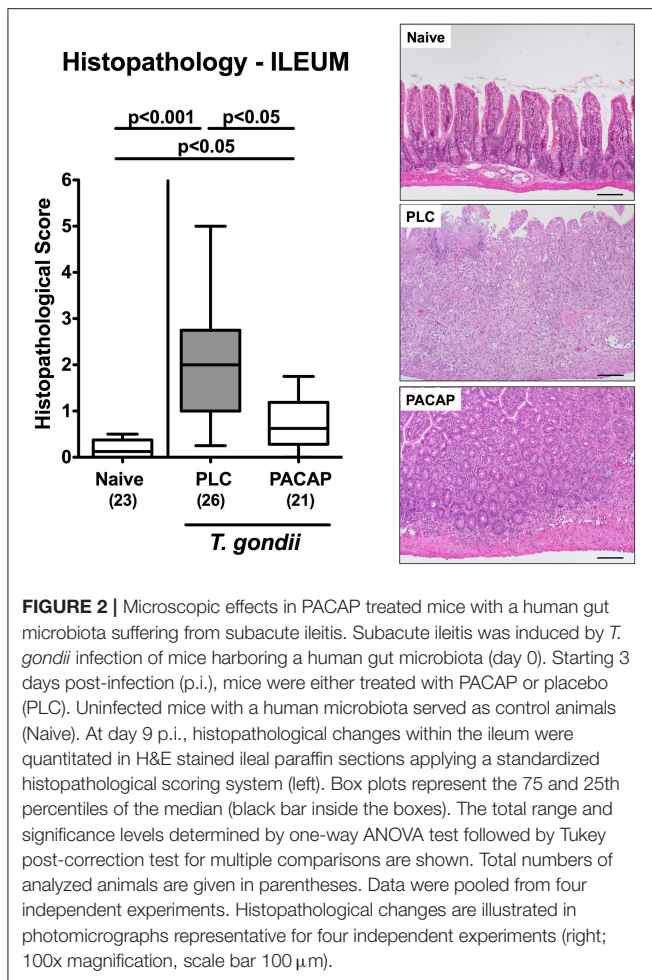 Histopathology - ILEUM
p<0.001 p<0.05
p<0.05
Histopathological Score
6
5
4
3
2
1
0
Naive PLC PACAP
(23) (26) (21)
T. gondii
Naive
PLC
PACAP
FIGURE 2 | Microscopic effects in PACAP treated mice with a human gut
microbiota suffering from subacute ileitis. Subacute ileitis was induced by T.
gondii infection of mice harboring a human gut microbiota (day 0). Starting 3
days post-infection (p.i.), mice were either treated with PACAP or placebo
(PLC). Uninfected mice with a human microbiota served as control animals
(Naive). At day 9 p.i., histopathological changes within the ileum were
quantitated in H&E stained ileal paraffin sections applying a standardized
histopathological scoring system (left). Box plots represent the 75 and 25th
percentiles of the median (black bar inside the boxes). The total range and
significance levels determined by one-way ANOVA test followed by Tukey
post-correction test for multiple comparisons are shown. Total numbers of
analyzed animals are given in parentheses. Data were pooled from four
independent experiments. Histopathological changes are illustrated in
photomicrographs representative for four independent experiments (right;
100x magnification, scale bar 100 μm).